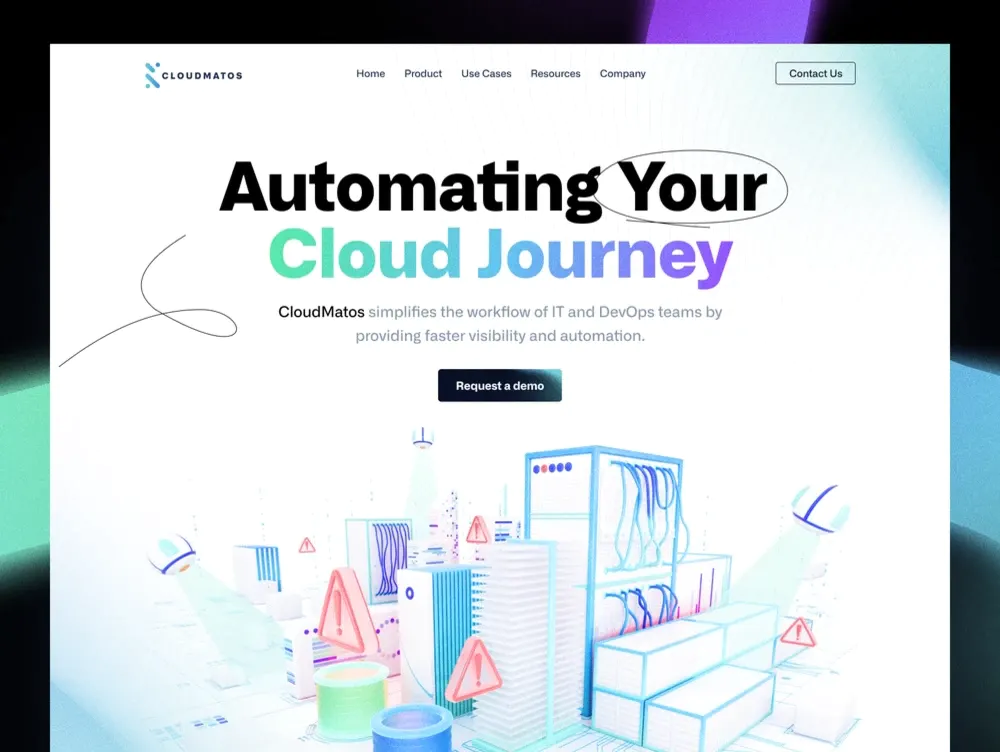 CLOUDMATOS
Home Product Use Cases Resources Company
Contact Us
Automating Your
Cloud Journey
CloudMatos simplifies the workflow of IT and DevOps teams by
providing faster visibility and automation.
Request a demo